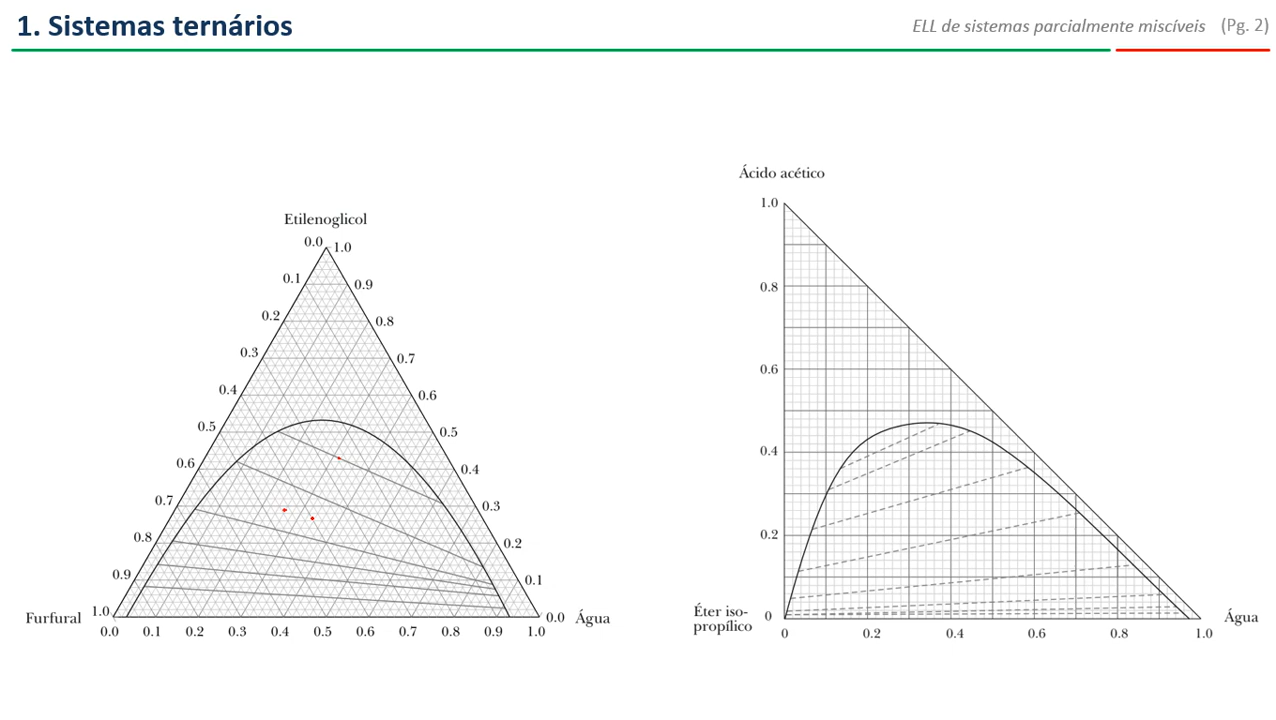 1. Sistemas ternários
ELL de sistemas parcialmente miscíveis (Pg. 2)
Etilenoglicol
0.0
1.0
0.1
0.9
0.2
0.8
0.3
0.7
0.4
0.6
0.5
0.5
0.6
0.4
0.7
0.3
0.8
0.2
0.9
0.1
Furfural
1.0
0.0
Água
0.0 0.1 0.2 0.3 0.4 0.5 0.6 0.7 0.8 0.9 1.0
Ácido acético
1.0
0.8
0.6
0.4
0.2
0
Éter iso-
propílico
Água
0 0.2 0.4 0.6 0.8 1.0